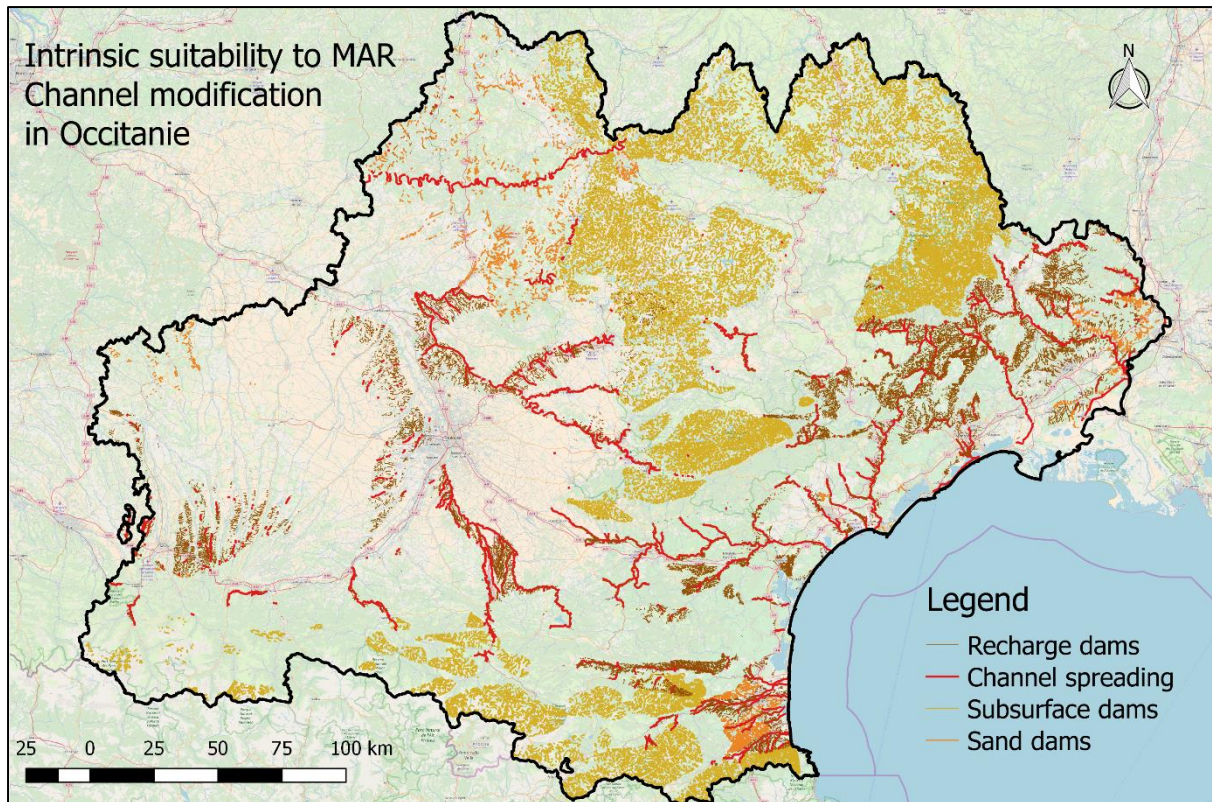 Intrinsic suitability to MAR
Channel modification
in Occitanie
N
Legend
Recharge dams
Channel spreading
Subsurface dams
Sand dams
25 0 25 50 75 100 km